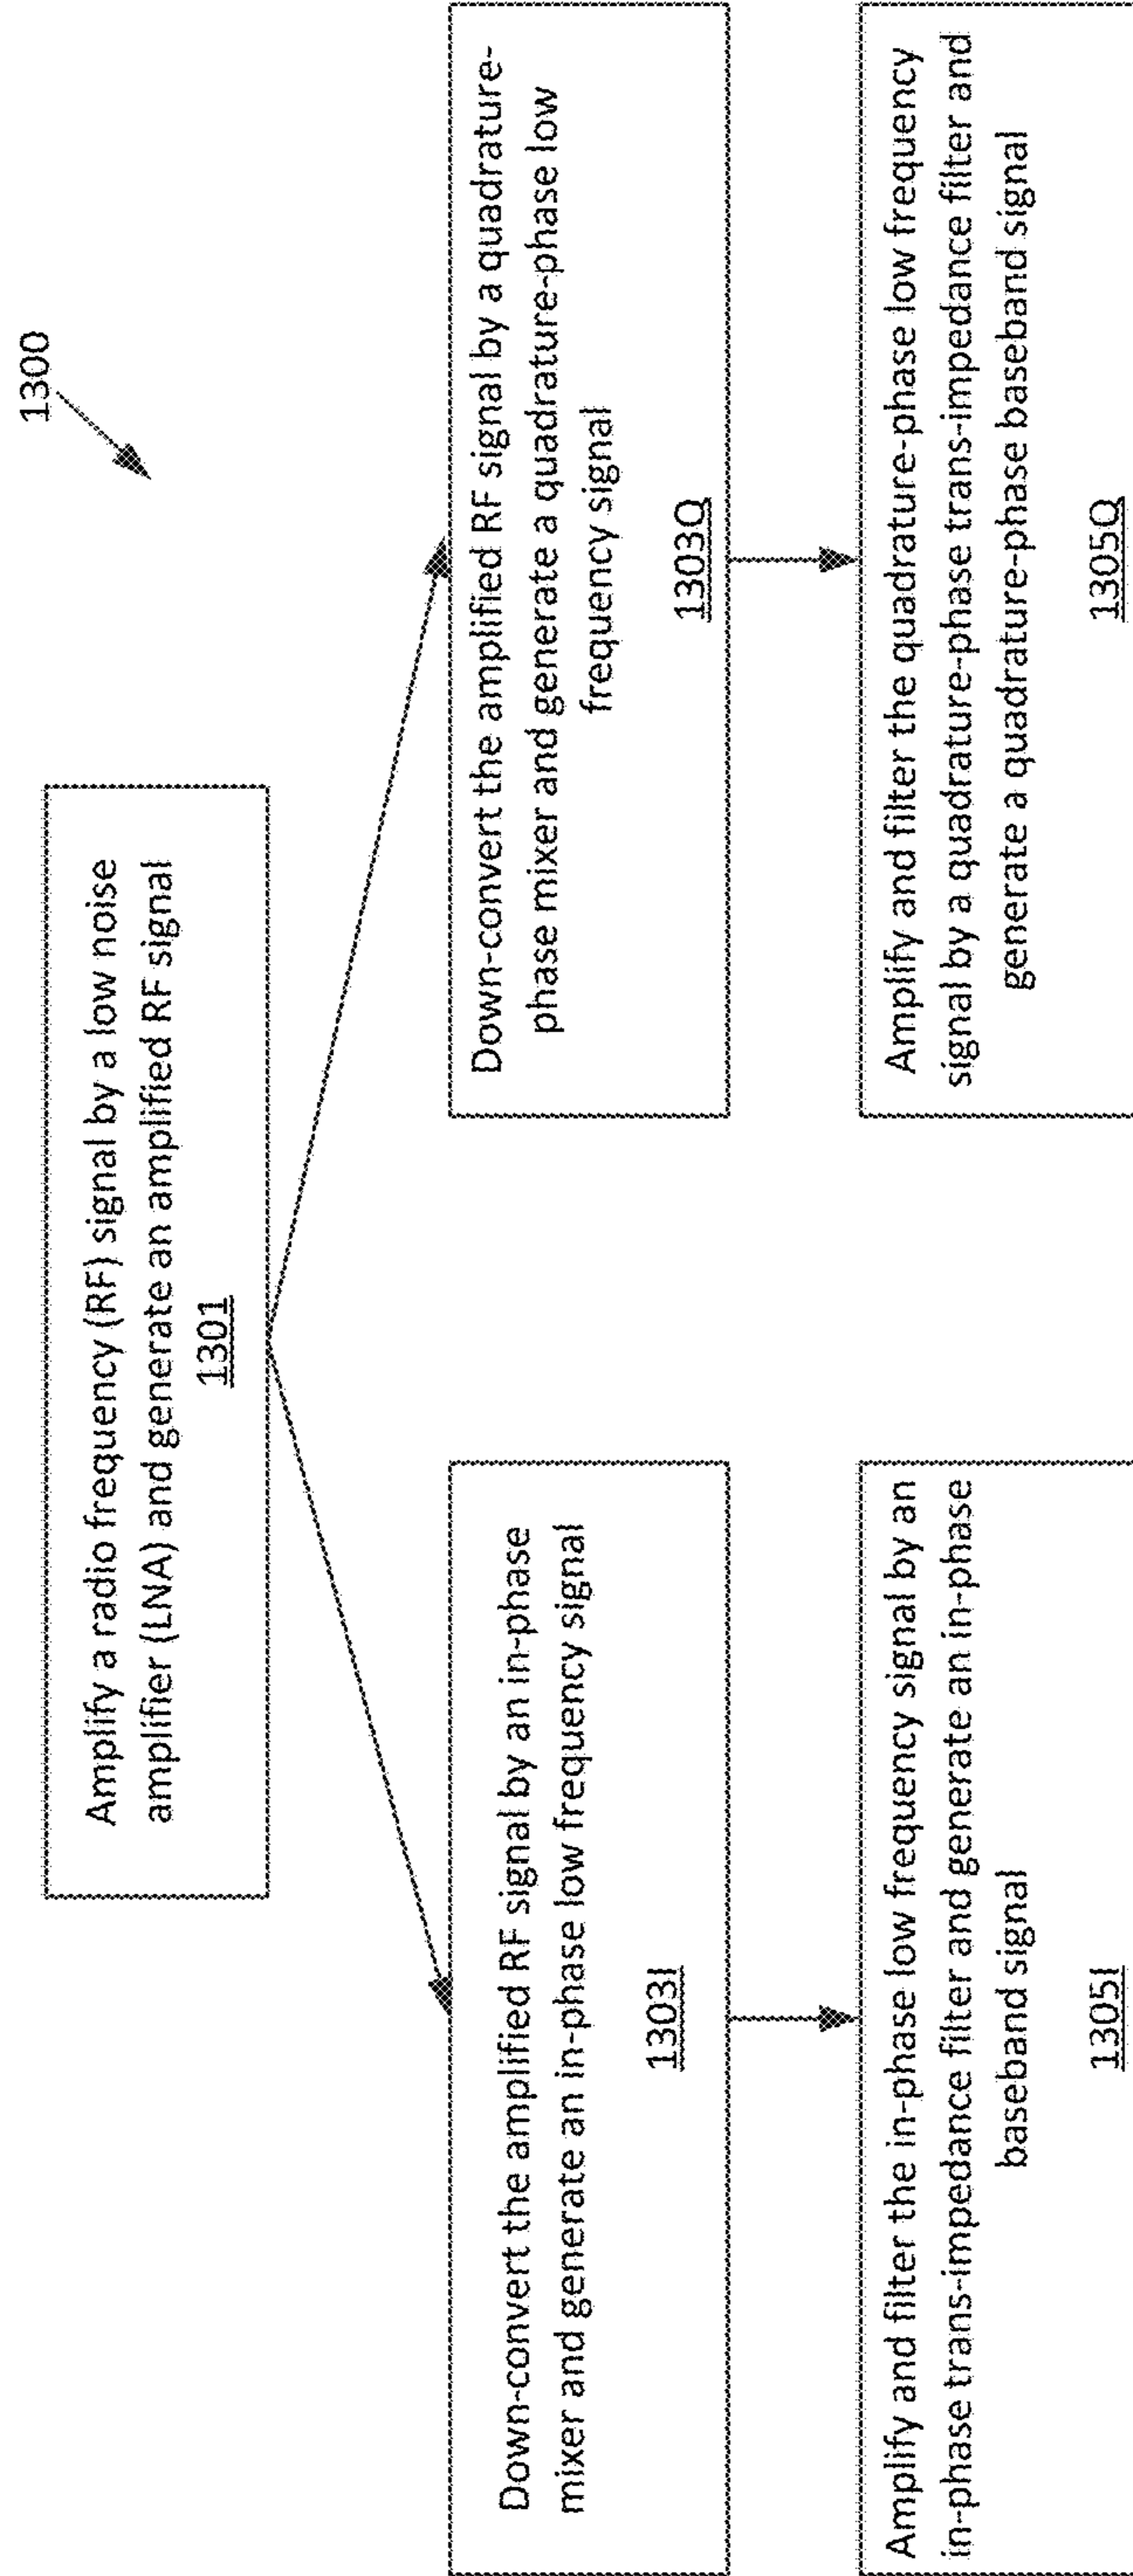 1300
Amplify a radio frequency (RF) signal by a low noise
amplifier (LNA) and generate an amplified RF signal
1301
Down-convert the amplified RF signal by an in-phase
mixer and generate an in-phase low frequency signal
1303I
Down-convert the amplified RF signal by a quadrature-
phase mixer and generate a quadrature-phase low
frequency signal
1303Q
Amplify and filter the in-phase low frequency signal by an
in-phase trans-impedance filter and generate an in-phase
baseband signal
1305I
Amplify and filter the quadrature-phase low frequency
signal by a quadrature-phase trans-impedance filter and
generate a quadrature-phase baseband signal
1305Q